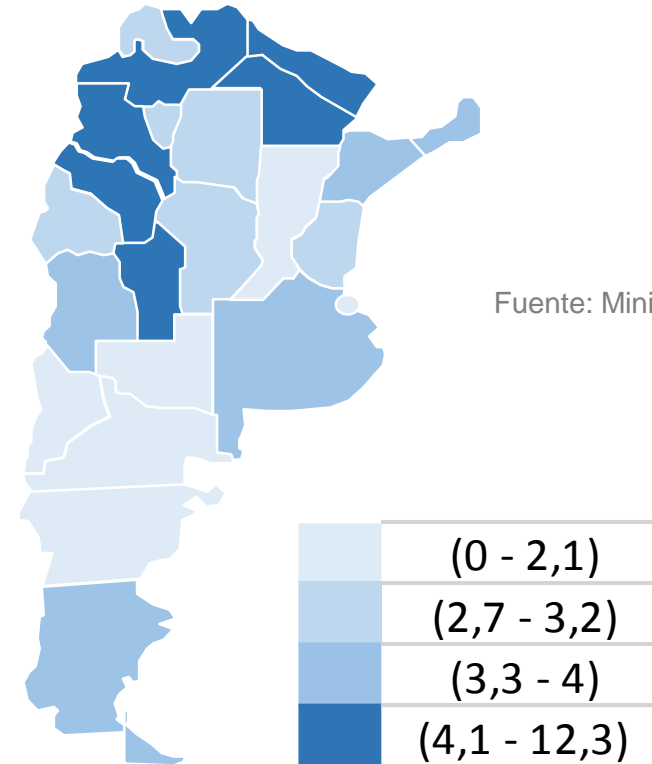 Fuente: Mini
(0 - 2,1)
(2,7 - 3,2)
(3,3 - 4)
(4,1 - 12,3)